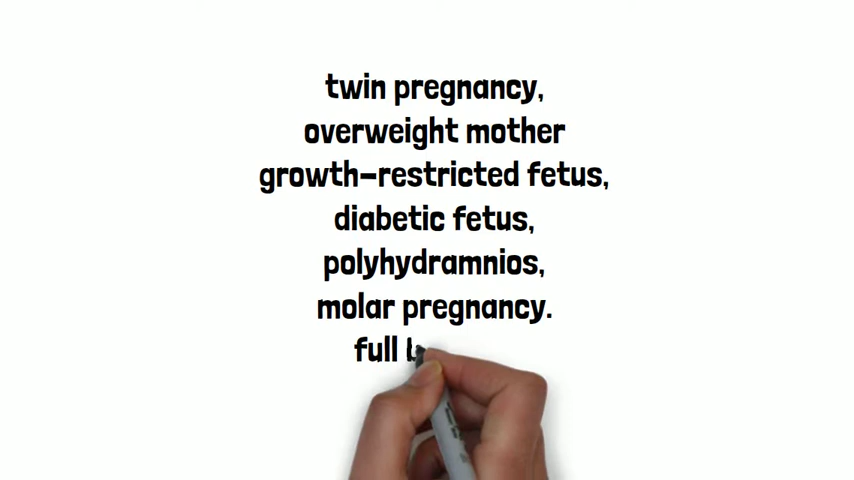 twin pregnancy,
overweight mother
growth-restricted fetus,
diabetic fetus,
polyhydramnios,
molar pregnancy.
full